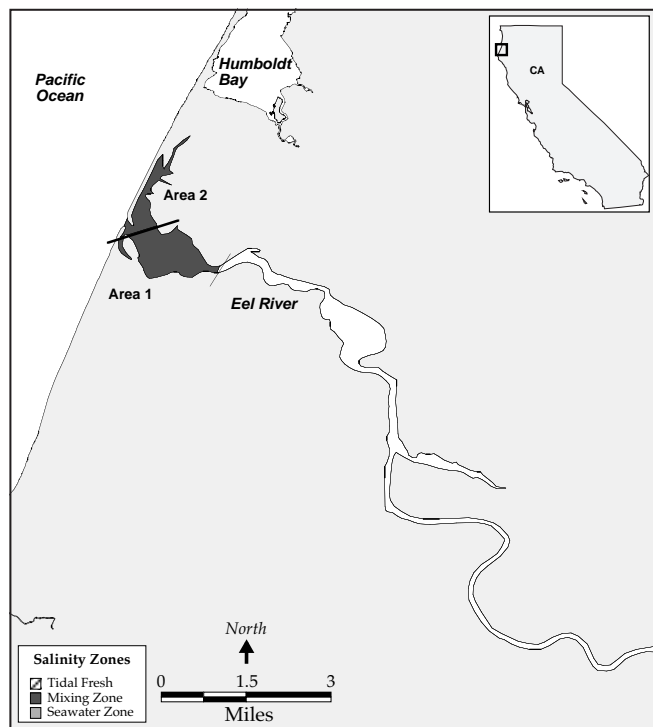 Pacific
Ocean
Humboldt
Bay
CA
Area 2
Area 1
Eel River
North
0 1.5 3
Miles
Salinity Zones
Tidal Fresh
Mixing Zone
Seawater Zone